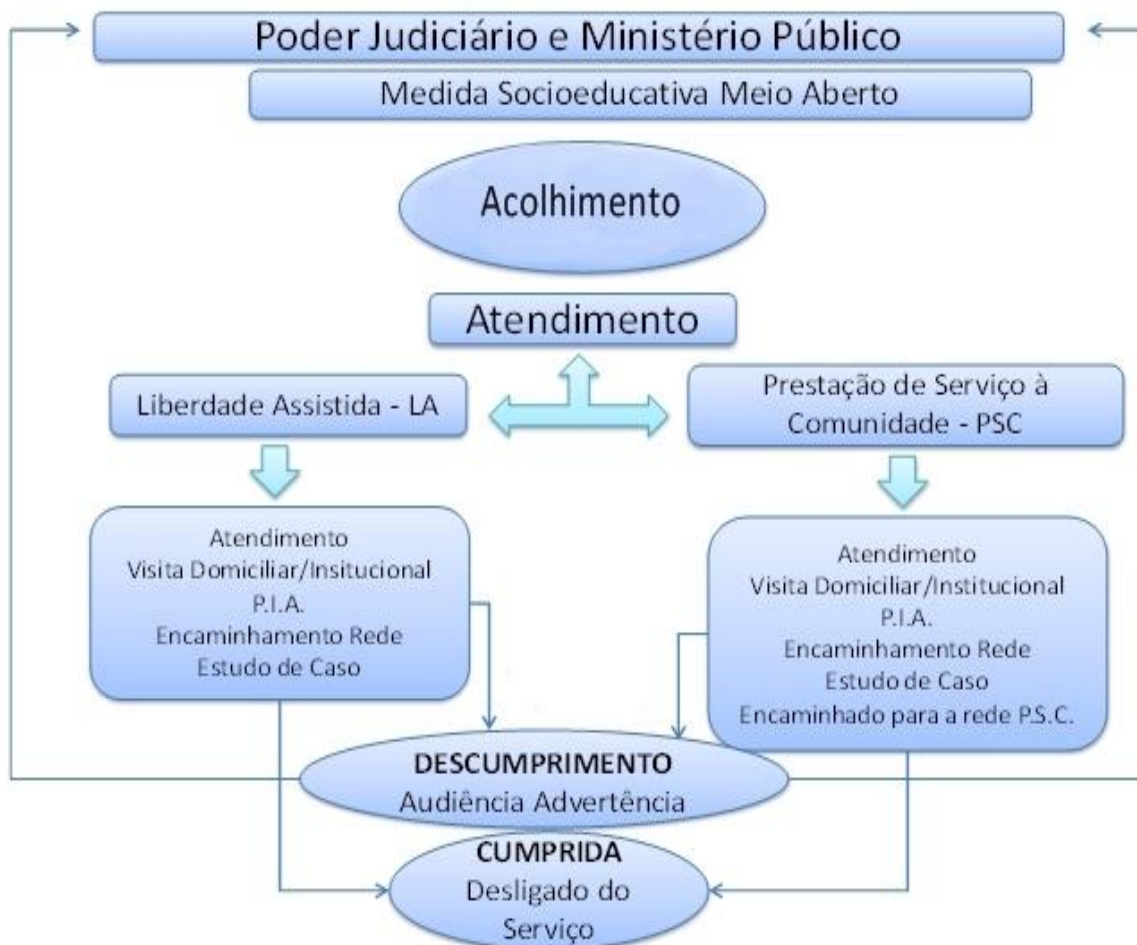 Poder Judiciário e Ministério Público
Medida Socioeducativa Meio Aberto
Acolhimento
Atendimento
Liberdade Assistida - LA
Prestação de Serviço à
Comunidade - PSC
Atendimento
Visita Domiciliar/Insitucional
P.I.A.
Encaminhamento Rede
Estudo de Caso
Atendimento
Visita Domiciliar/Institucional
P.I.A.
Encaminhamento Rede
Estudo de Caso
Encaminhado para a rede P.S.C.
DESCUMPRIMENTO
Audiência Advertência
CUMPRIDA
Desligado do
Serviço